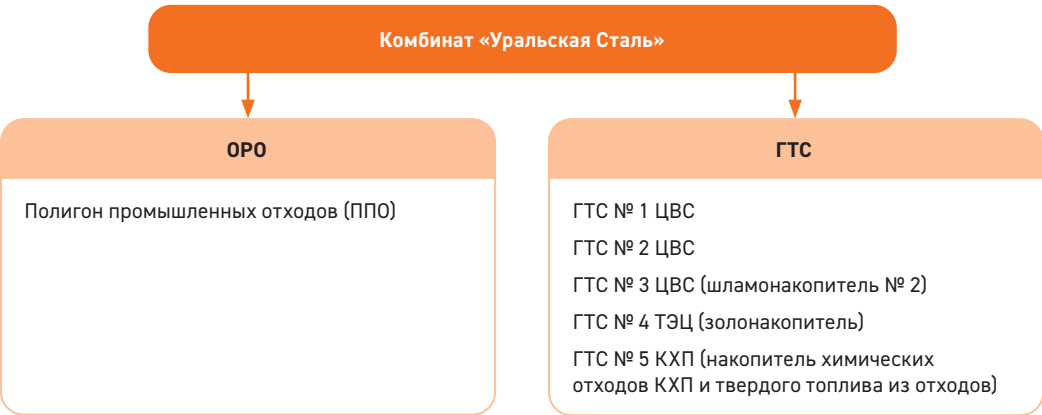 Комбинат «Уральская Сталь»
ОРО
Полигон промышленных отходов (ППО)
ГТС
ГТС № 1 ЦВС
ГТС № 2 ЦВС
ГТС № 3 ЦВС (шламонакопитель № 2)
ГТС № 4 ТЭЦ (золонакопитель)
ГТС № 5 КХП (накопитель химических
отходов КХП и твердого топлива из отходов)